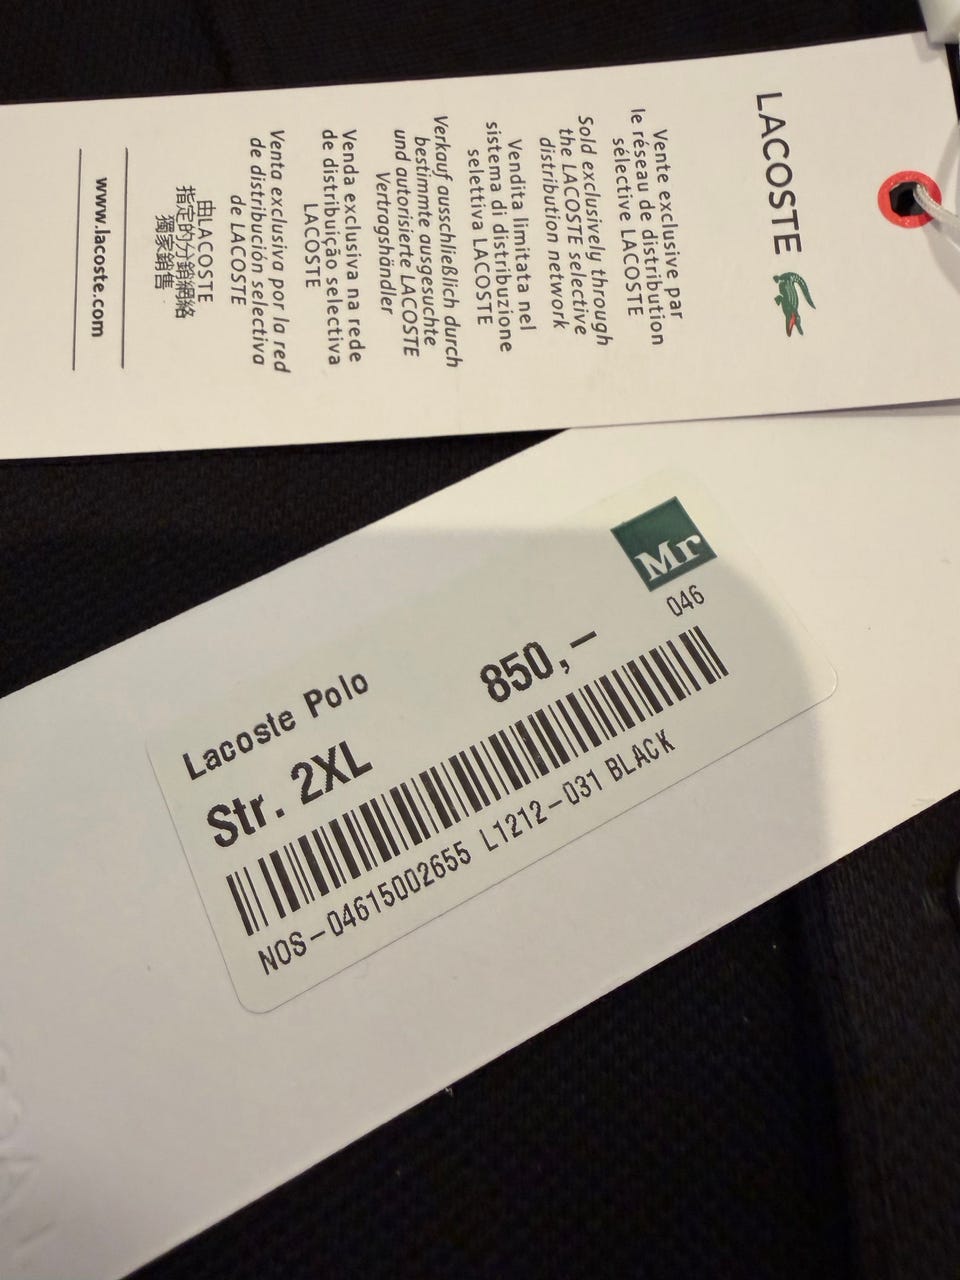 LACOSTE
Vente exclusive par
le réseau de distribution
sélective LACOSTE
Sold exclusively through
the LACOSTE selective
distribution network
Vendita limitata nel
sistema di distribuzione
selettiva LACOSTE
Verkauf ausschließlich durch
bestimmte ausgesuchte
und autorisierte LACOSTE
Vertragshändler
Venda exclusiva na rede
de distribuição selectiva
LACOSTE
Venta exclusiva por la red
de distribución selectiva
de LACOSTE
由LACOSTE
指定的分銷網絡
獨家銷售
www.lacoste.com
Mr
046
Lacoste Polo
850,-
Str. 2XL
NOS-04615002655 L1212-031 BLACK